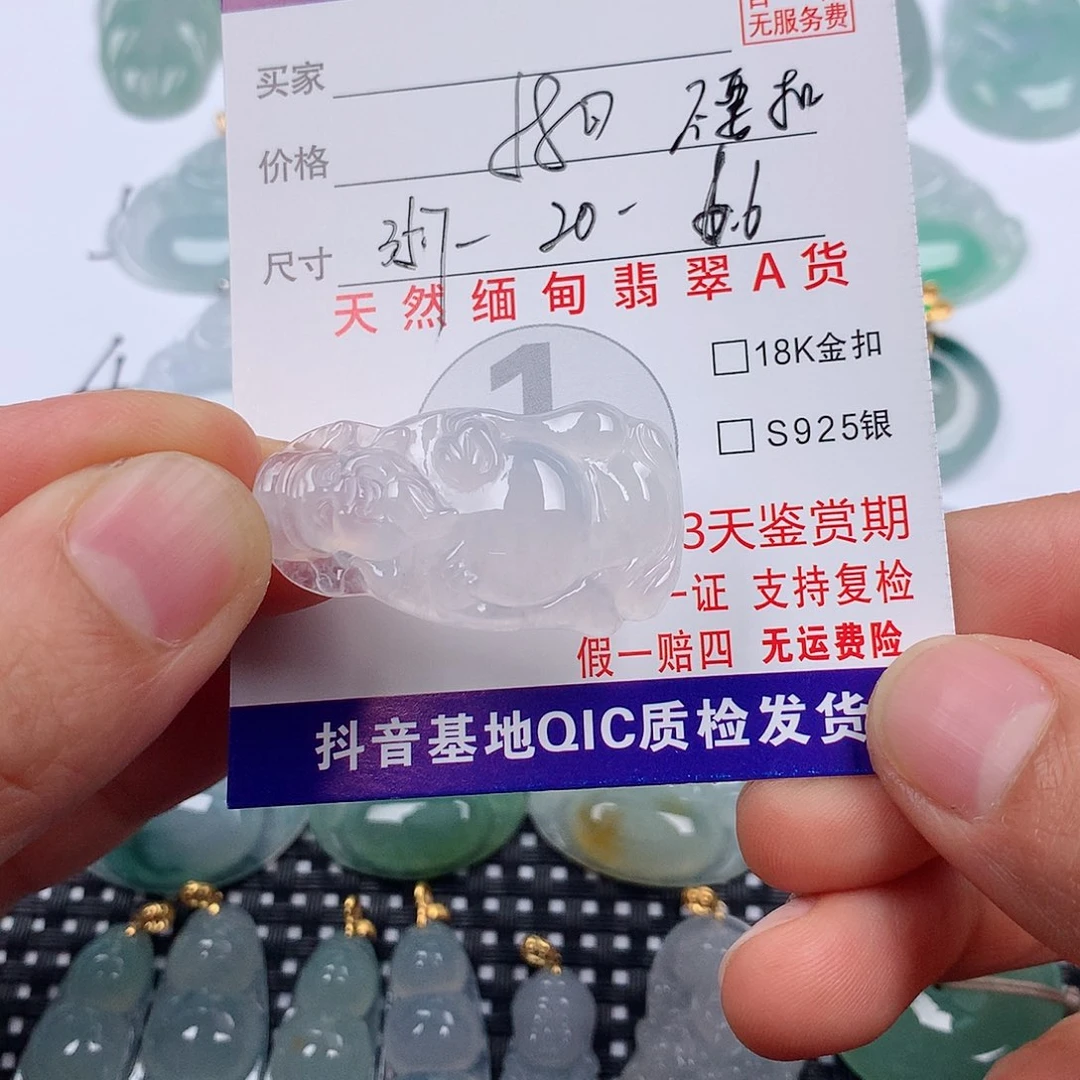 无服务费
买家
价格 180 不要扣
尺寸 - 20 - 6.6
天然缅甸翡翠A货
1
18K金扣
S925银
3天鉴赏期
证 支持复检
假一赔四 无运费险
抖音基地QIC质检发货